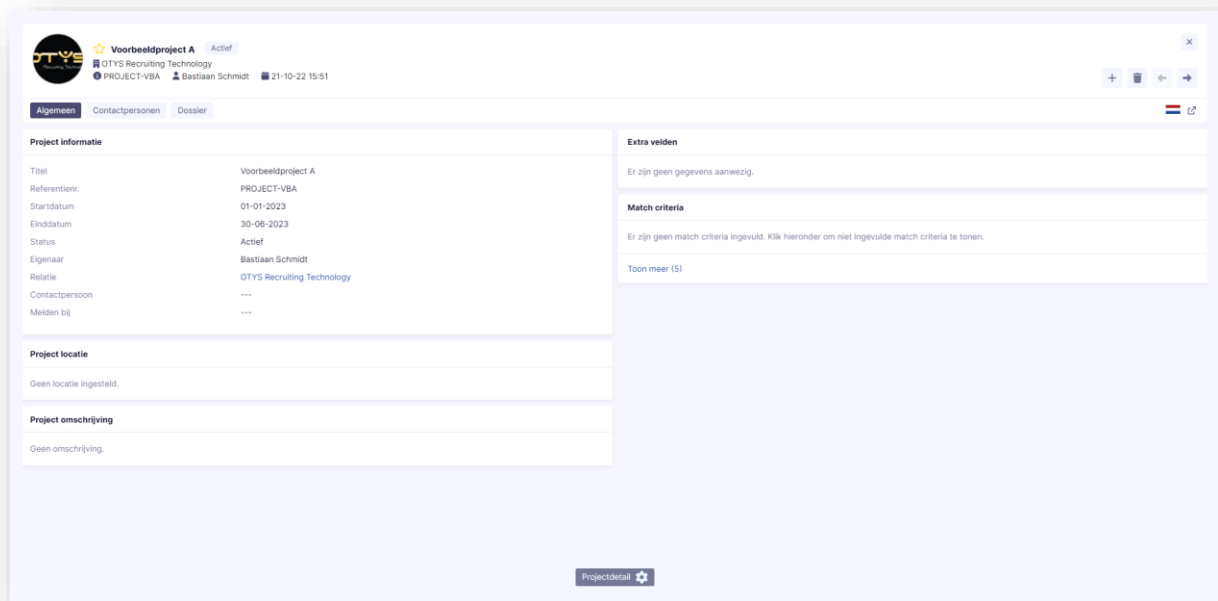 OTYS
Recruiting Technology
Voorbeeldproject A Actief
OTYS Recruiting Technology
PROJECT-VBA Bastiaan Schmidt 21-10-22 15:51
Algemeen Contactpersonen Dossier
Project informatie
Titel Voorbeeldproject A
Referentienr. PROJECT-VBA
Startdatum 01-01-2023
Einddatum 30-06-2023
Status Actief
Eigenaar Bastiaan Schmidt
Relatie OTYS Recruiting Technology
Contactpersoon ---
Melden bij ---
Project locatie
Geen locatie ingesteld.
Project omschrijving
Geen omschrijving.
Extra velden
Er zijn geen gegevens aanwezig.
Match criteria
Er zijn geen match criteria ingevuld. Klik hieronder om niet ingevulde match criteria te tonen.
Toon meer (5)
Projectdetail